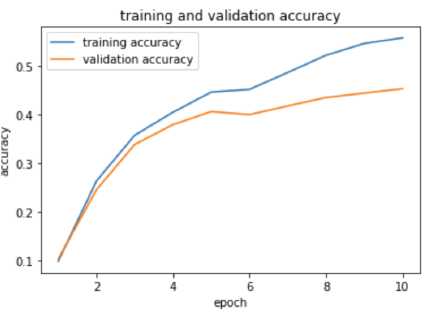 training and validation accuracy
training accuracy
validation accuracy
accuracy
0.5
0.4
0.3
0.2
0.1
2 4 6 8 10
epoch